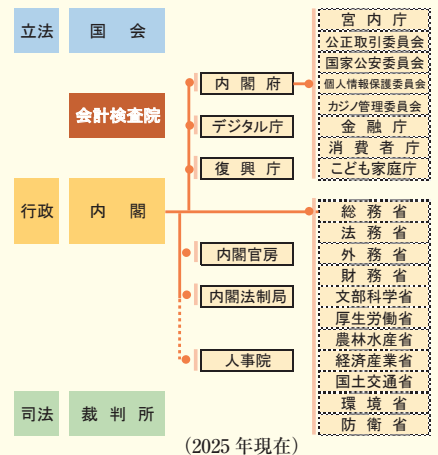 立法
国会
会計検査院
内閣府
デジタル庁
復興庁
宮内庁
公正取引委員会
国家公安委員会
個人情報保護委員会
カジノ管理委員会
金融庁
消費者庁
こども家庭庁
行政
内閣
内閣官房
内閣法制局
人事院
総務省
法務省
外務省
財務省
文部科学省
厚生労働省
農林水産省
経済産業省
国土交通省
環境省
防衛省
司法
裁判所
(2025年現在)